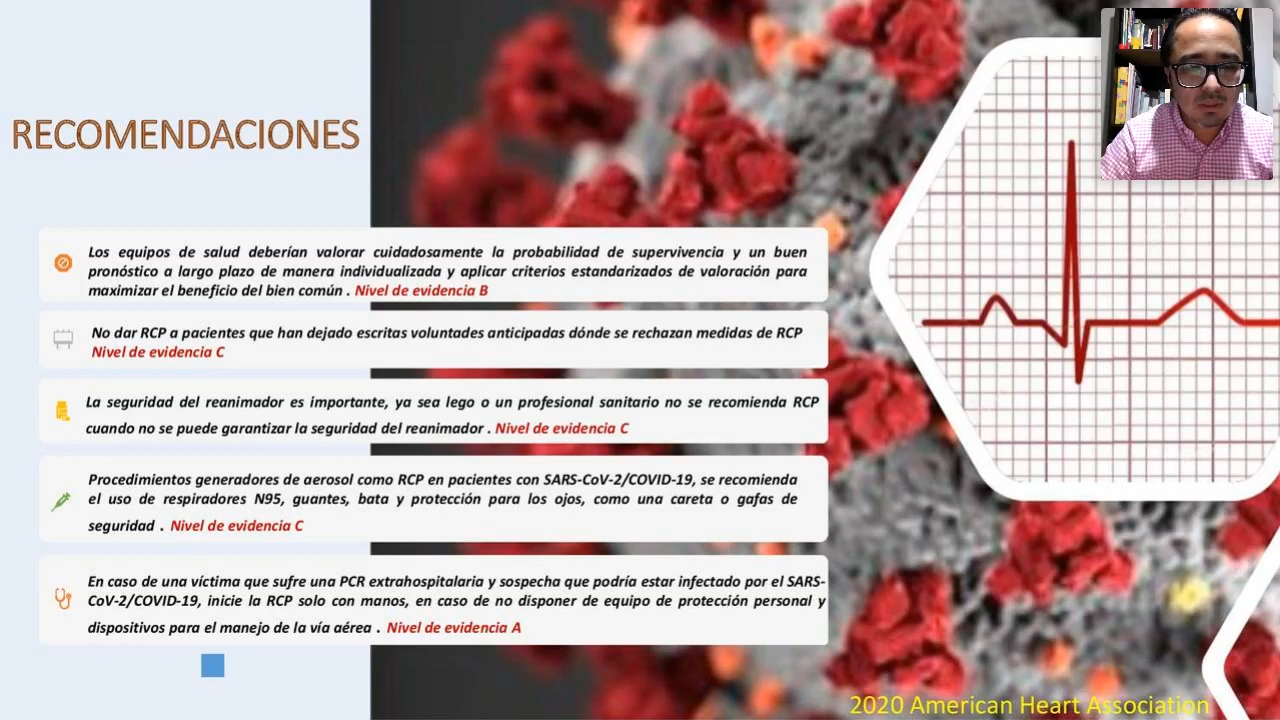 RECOMENDACIONES
Los equipos de salud deberían valorar cuidadosamente la probabilidad de supervivencia y un buen
pronóstico a largo plazo de manera individualizada y aplicar criterios estandarizados de valoración para
maximizar el beneficio del bien común . Nivel de evidencia B
No dar RCP a pacientes que han dejado escritas voluntades anticipadas dónde se rechazan medidas de RCP
Nivel de evidencia C
La seguridad del reanimador es importante, ya sea lego o un profesional sanitario no se recomienda RCP
cuando no se puede garantizar la seguridad del reanimador . Nivel de evidencia C
Procedimientos generadores de aerosol como RCP en pacientes con SARS-CoV-2/COVID-19, se recomienda
el uso de respiradores N95, guantes, bata y protección para los ojos, como una careta o gafas de
seguridad . Nivel de evidencia C
En caso de una víctima que sufre una PCR extrahospitalaria y sospecha que podría estar infectado por el SARS-
CoV-2/COVID-19, inicie la RCP solo con manos, en caso de no disponer de equipo de protección personal y
dispositivos para el manejo de la vía aérea . Nivel de evidencia A
2020 American Heart Association